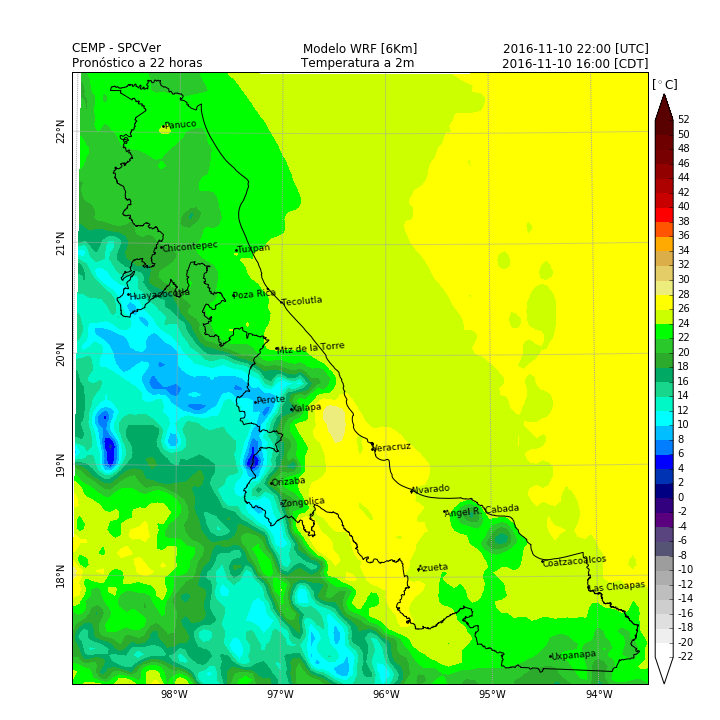 CEMP - SPCVer
Modelo WRF [6Km]
2016-11-10 22:00 [UTC]
Pronóstico a 22 horas
Temperatura a 2m
2016-11-10 16:00 [CDT]
[°C]
52
50
48
46
44
42
40
38
36
34
32
30
28
26
24
22
20
18
16
14
12
10
8
6
4
2
0
-2
-4
-6
-8
-10
-12
-14
-16
-18
-20
-22
22°N
21°N
20°N
19°N
18°N
Panuco
Chicontepec
Tuxpan
Huayacocotla
Poza Rica
Tecolutla
Mtz de la Torre
Perote
Xalapa
Veracruz
Orizaba
Alvarado
Zongolica
Angel R. Cabada
Azueta
Coatzacoalcos
Las Choapas
Uxpanapa
98°W
97°W
96°W
95°W
94°W